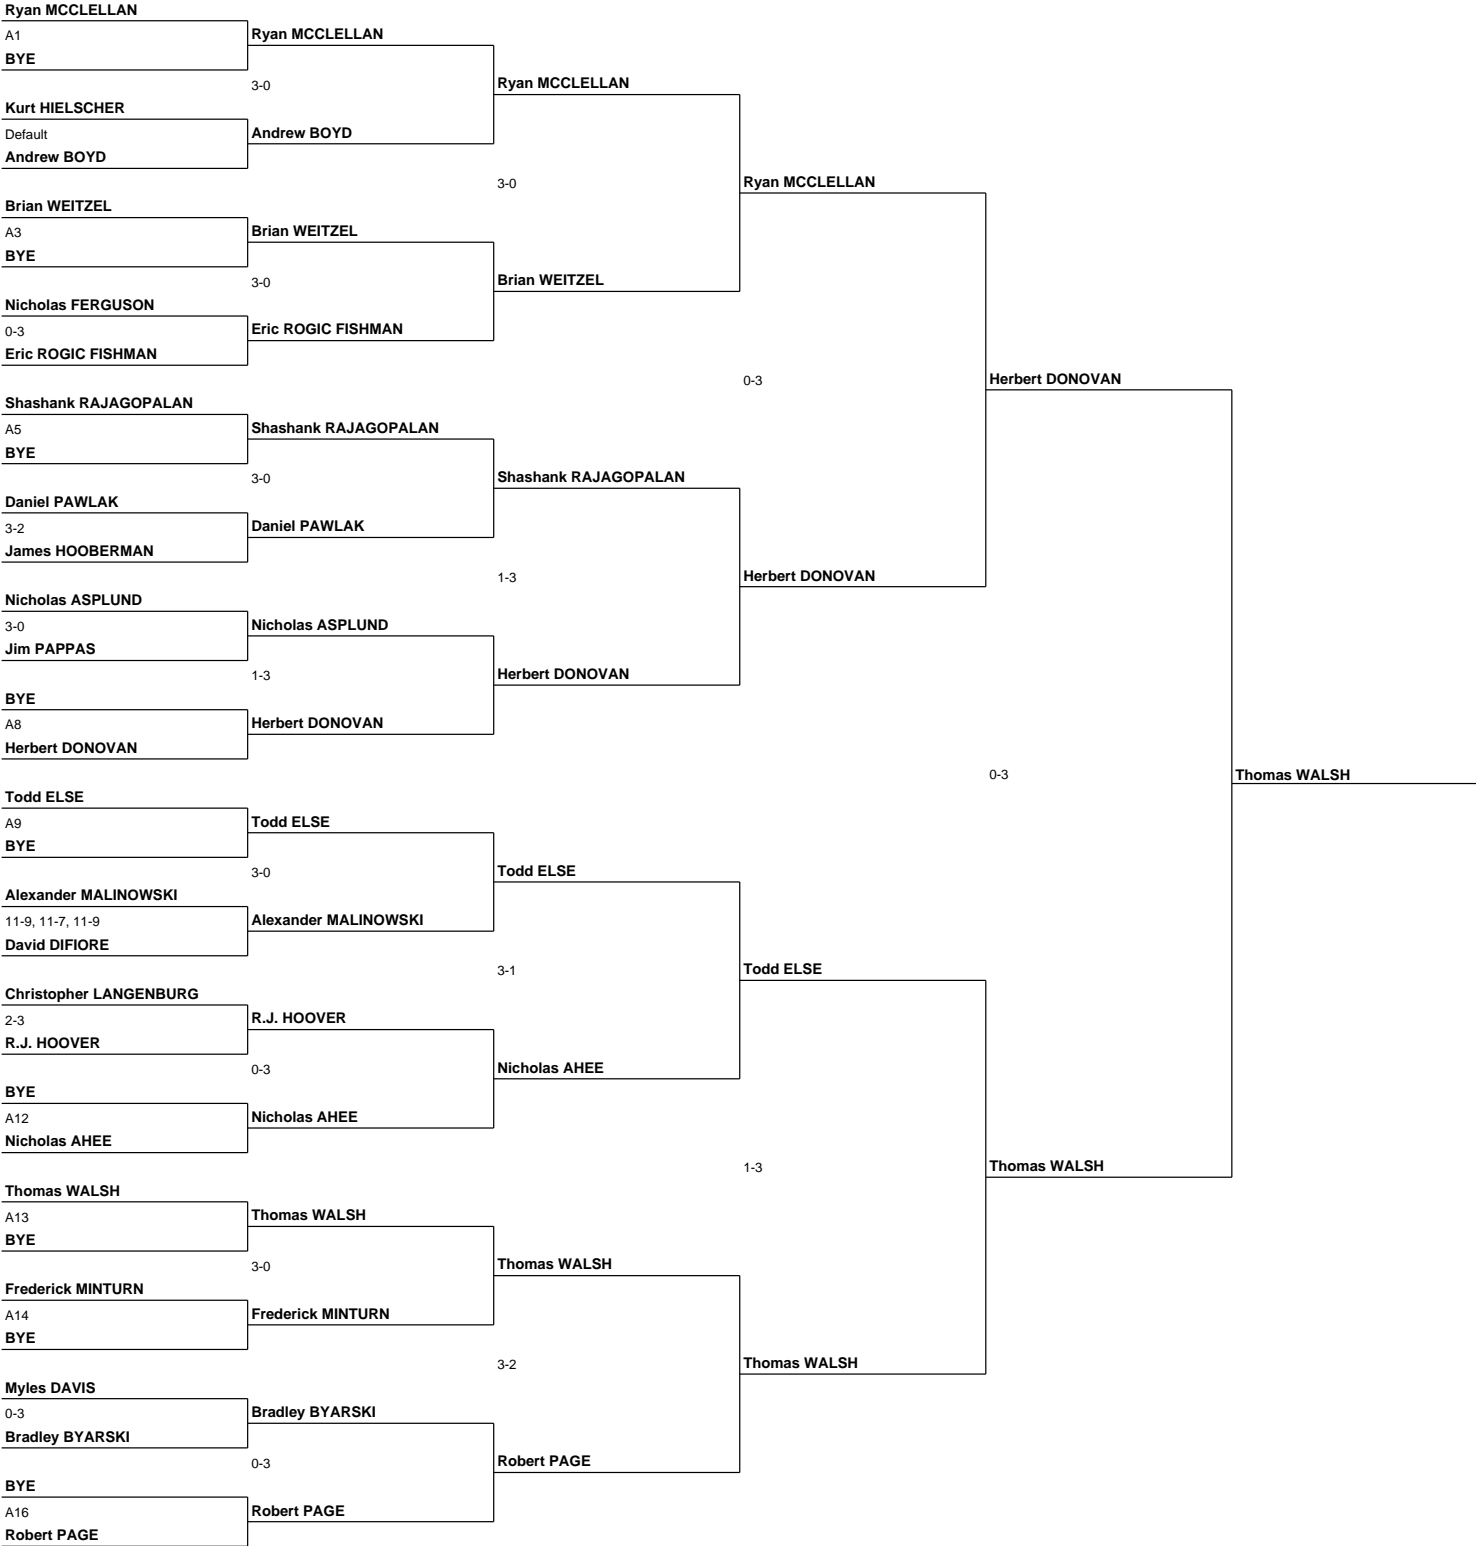 Ryan MCCLELLAN
A1
BYE
Kurt HIELSCHER
Default
Andrew BOYD
Brian WEITZEL
A3
BYE
Nicholas FERGUSON
0-3
Eric ROGIC FISHMAN
Shashank RAJAGOPALAN
A5
BYE
Daniel PAWLAK
3-2
James HOOBERMAN
Nicholas ASPLUND
3-0
Jim PAPPAS
BYE
A8
Herbert DONOVAN
Todd ELSE
A9
BYE
Alexander MALINOWSKI
11-9, 11-7, 11-9
David DIFIORE
Christopher LANGENBURG
2-3
R.J. HOOVER
BYE
A12
Nicholas AHEE
Thomas WALSH
A13
BYE
Frederick MINTURN
A14
BYE
Myles DAVIS
0-3
Bradley BYARSKI
BYE
A16
Robert PAGE
Ryan MCCLELLAN
3-0
Andrew BOYD
Brian WEITZEL
3-0
Eric ROGIC FISHMAN
Shashank RAJAGOPALAN
3-0
Daniel PAWLAK
Nicholas ASPLUND
1-3
Herbert DONOVAN
Todd ELSE
3-0
Alexander MALINOWSKI
R.J. HOOVER
0-3
Nicholas AHEE
Thomas WALSH
3-0
Frederick MINTURN
Bradley BYARSKI
0-3
Robert PAGE
Ryan MCCLELLAN
3-0
Brian WEITZEL
Shashank RAJAGOPALAN
1-3
Herbert DONOVAN
Todd ELSE
3-1
Nicholas AHEE
Thomas WALSH
3-2
Robert PAGE
Ryan MCCLELLAN
0-3
Herbert DONOVAN
Todd ELSE
1-3
Thomas WALSH
Herbert DONOVAN
0-3
Thomas WALSH
Thomas WALSH